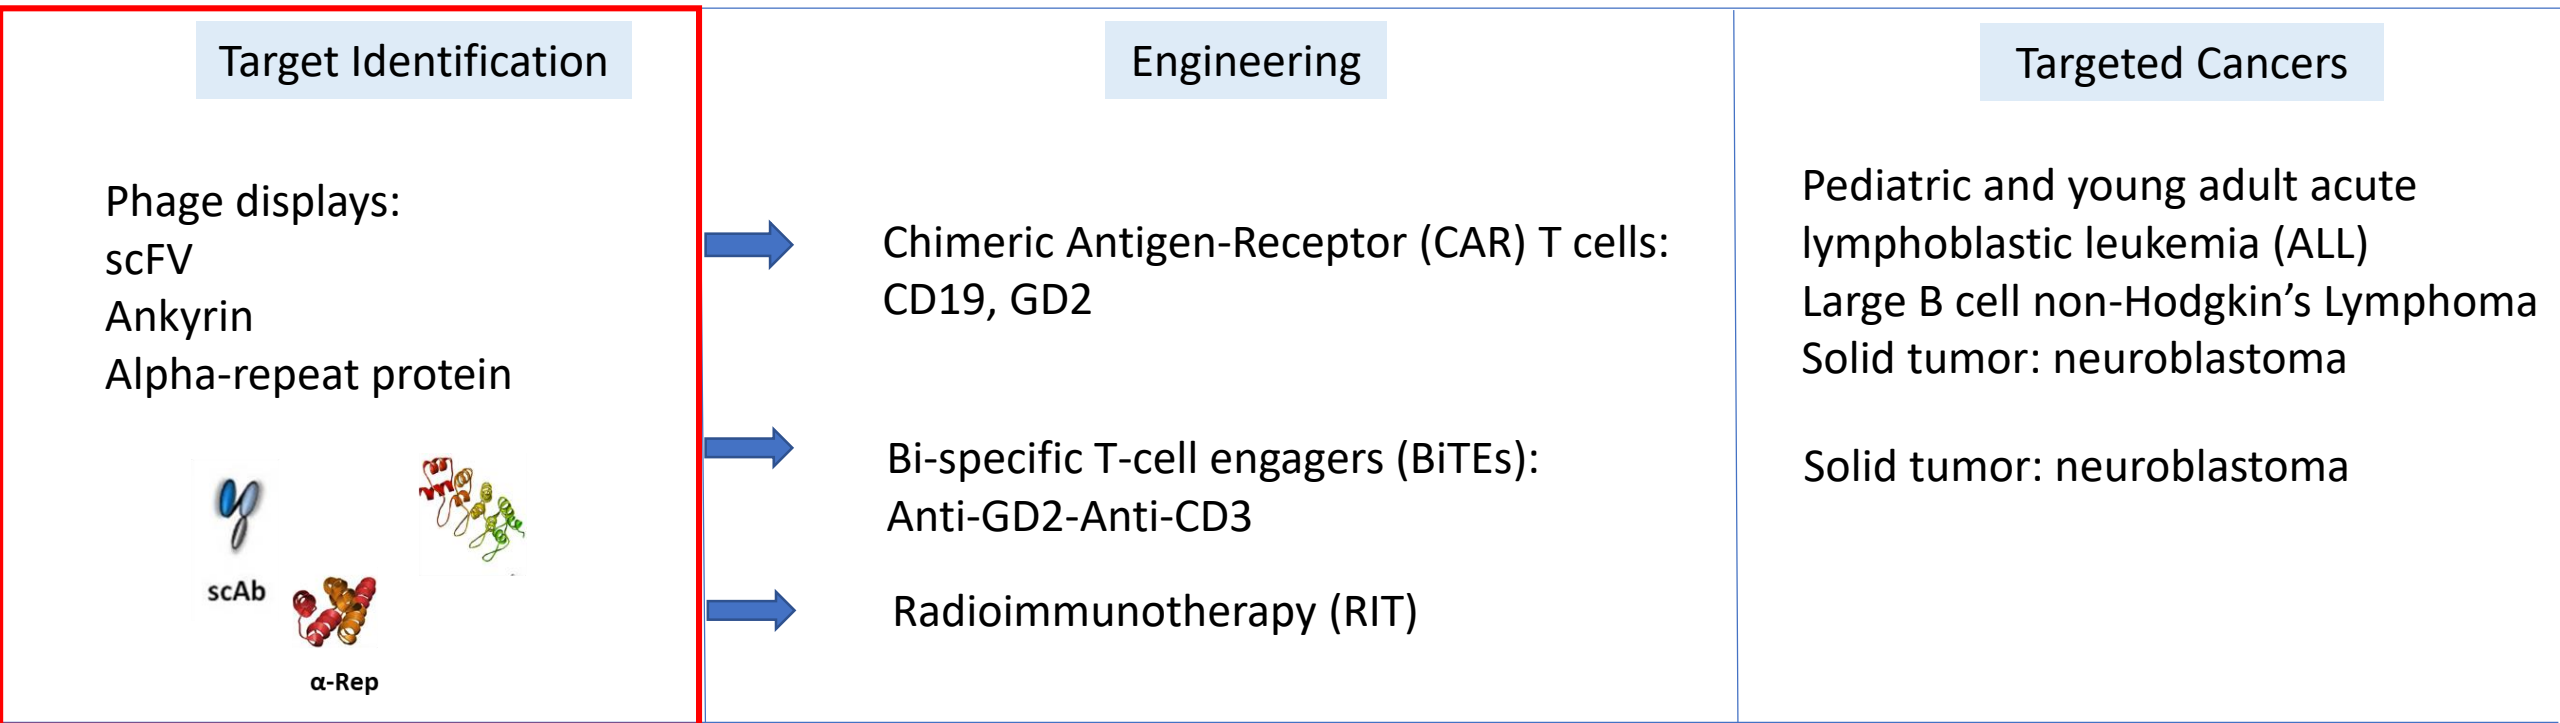 Target Identification
Phage displays:
scFV
Ankyrin
Alpha-repeat protein
scAb
α-Rep
Engineering
Chimeric Antigen-Receptor (CAR) T cells:
CD19, GD2
Bi-specific T-cell engagers (BiTEs):
Anti-GD2-Anti-CD3
Radioimmunotherapy (RIT)
Targeted Cancers
Pediatric and young adult acute
lymphoblastic leukemia (ALL)
Large B cell non-Hodgkin’s Lymphoma
Solid tumor: neuroblastoma
Solid tumor: neuroblastoma